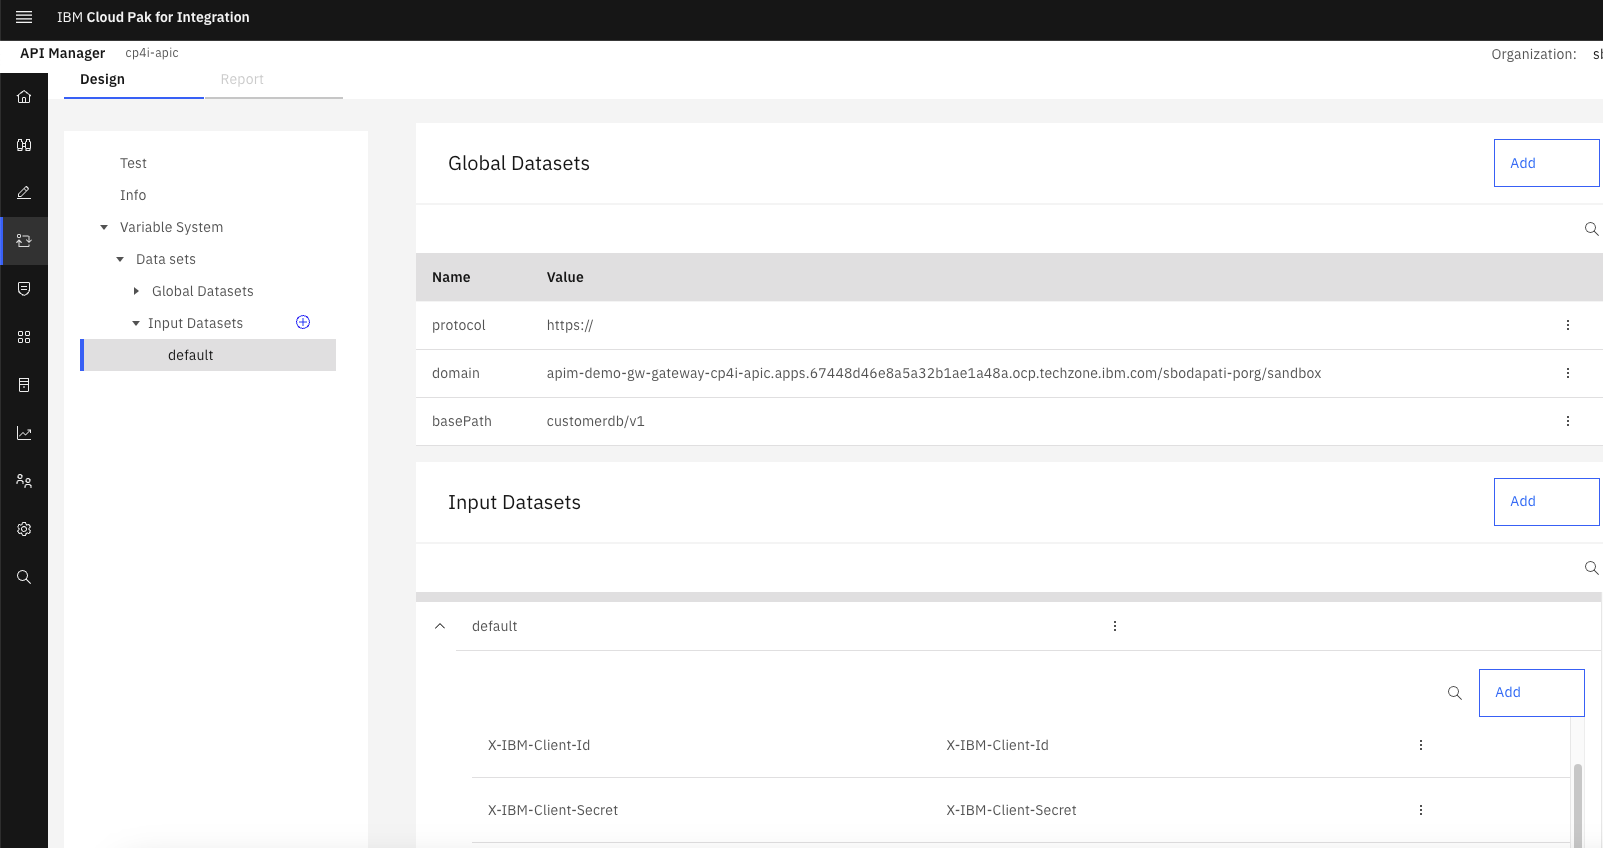 IBM Cloud Pak for Integration
API Manager cp4i-apic Organization:
Design Report
Test
Info
Variable System
Data sets
Global Datasets
Input Datasets
default
Global Datasets Add
Name Value
protocol https://
domain apim-demo-gw-gateway-cp4i-apic.apps.67448d46e8a5a32b1ae1a48a.ocp.techzone.ibm.com/sbodapati-porg/sandbox
basePath customerdb/v1
Input Datasets Add
default
Add
X-IBM-Client-Id X-IBM-Client-Id
X-IBM-Client-Secret X-IBM-Client-Secret